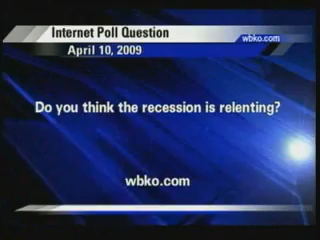 Internet Poll Question
wbko.com
April 10, 2009
Do you think the recession is relenting?
wbko.com